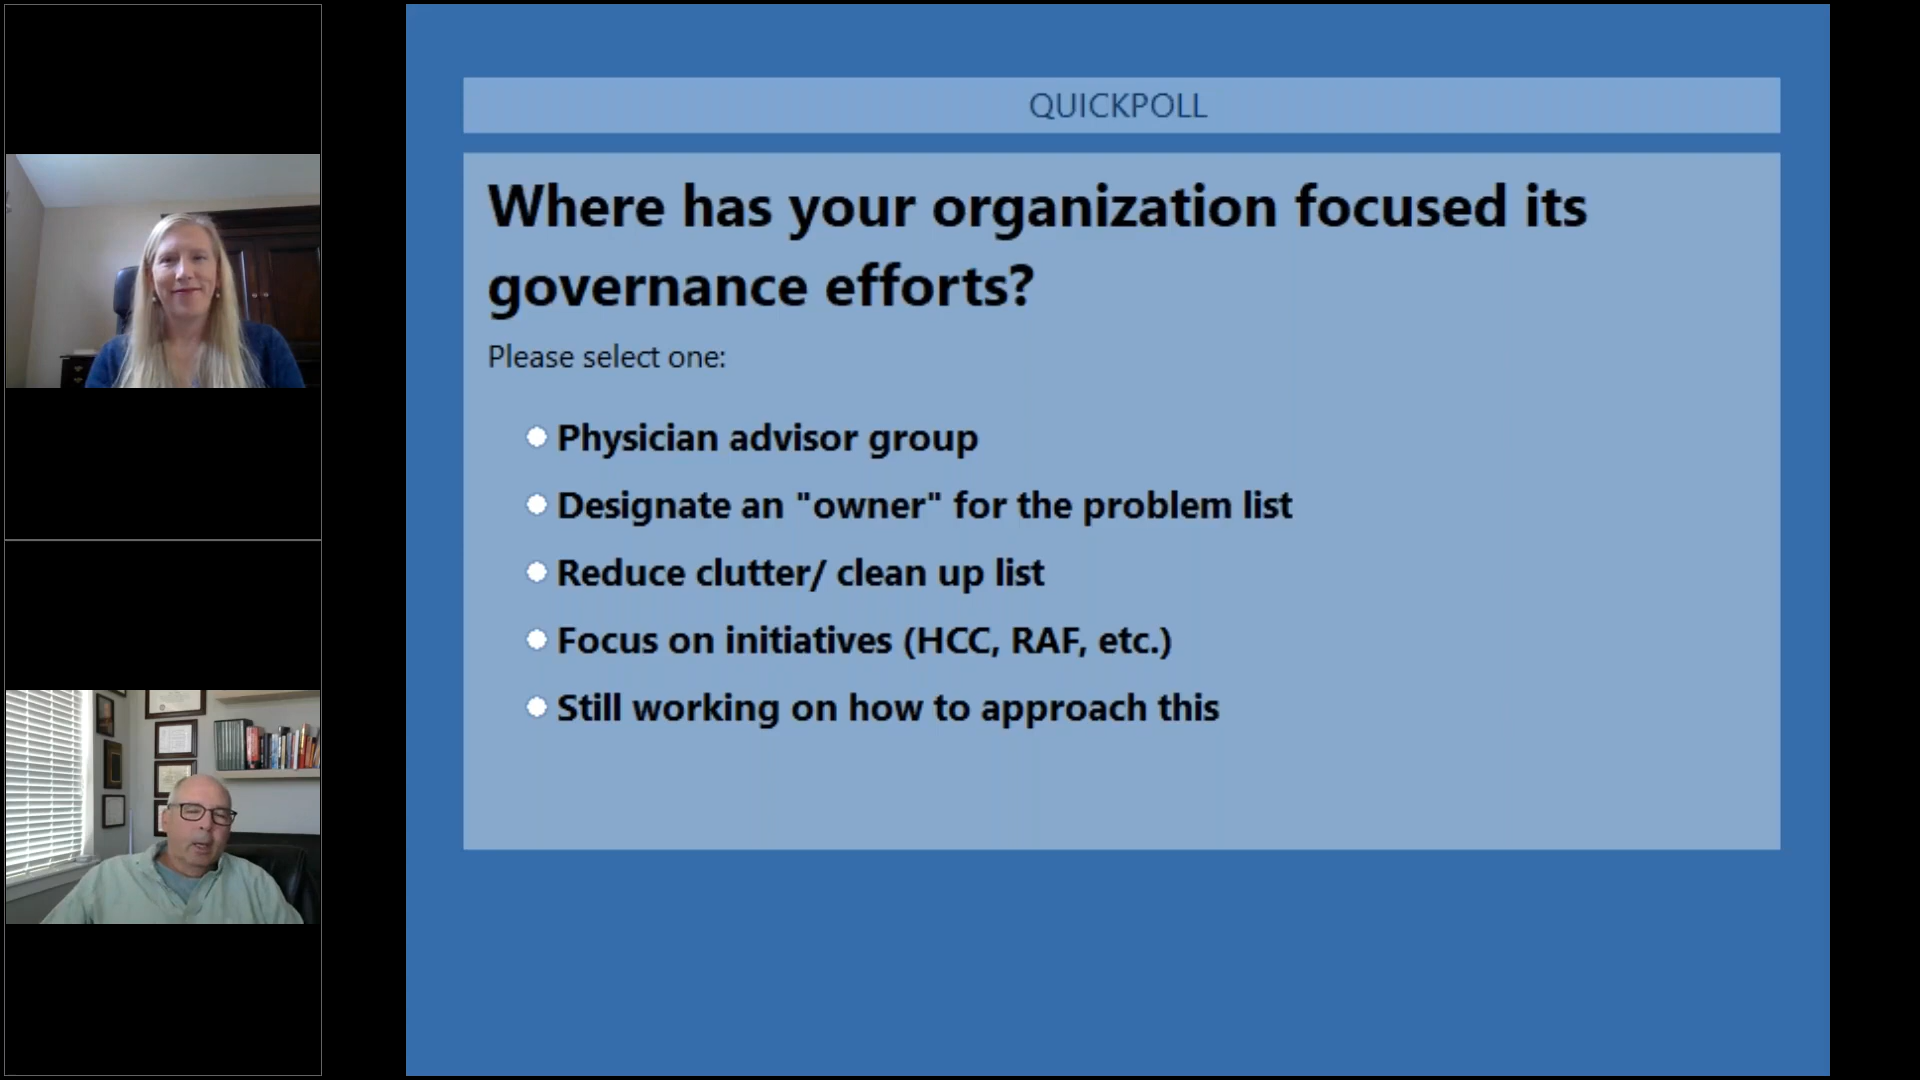 QUICKPOLL
Where has your organization focused its
governance efforts?
Please select one:
Physician advisor group
Designate an "owner" for the problem list
Reduce clutter/ clean up list
Focus on initiatives (HCC, RAF, etc.)
Still working on how to approach this